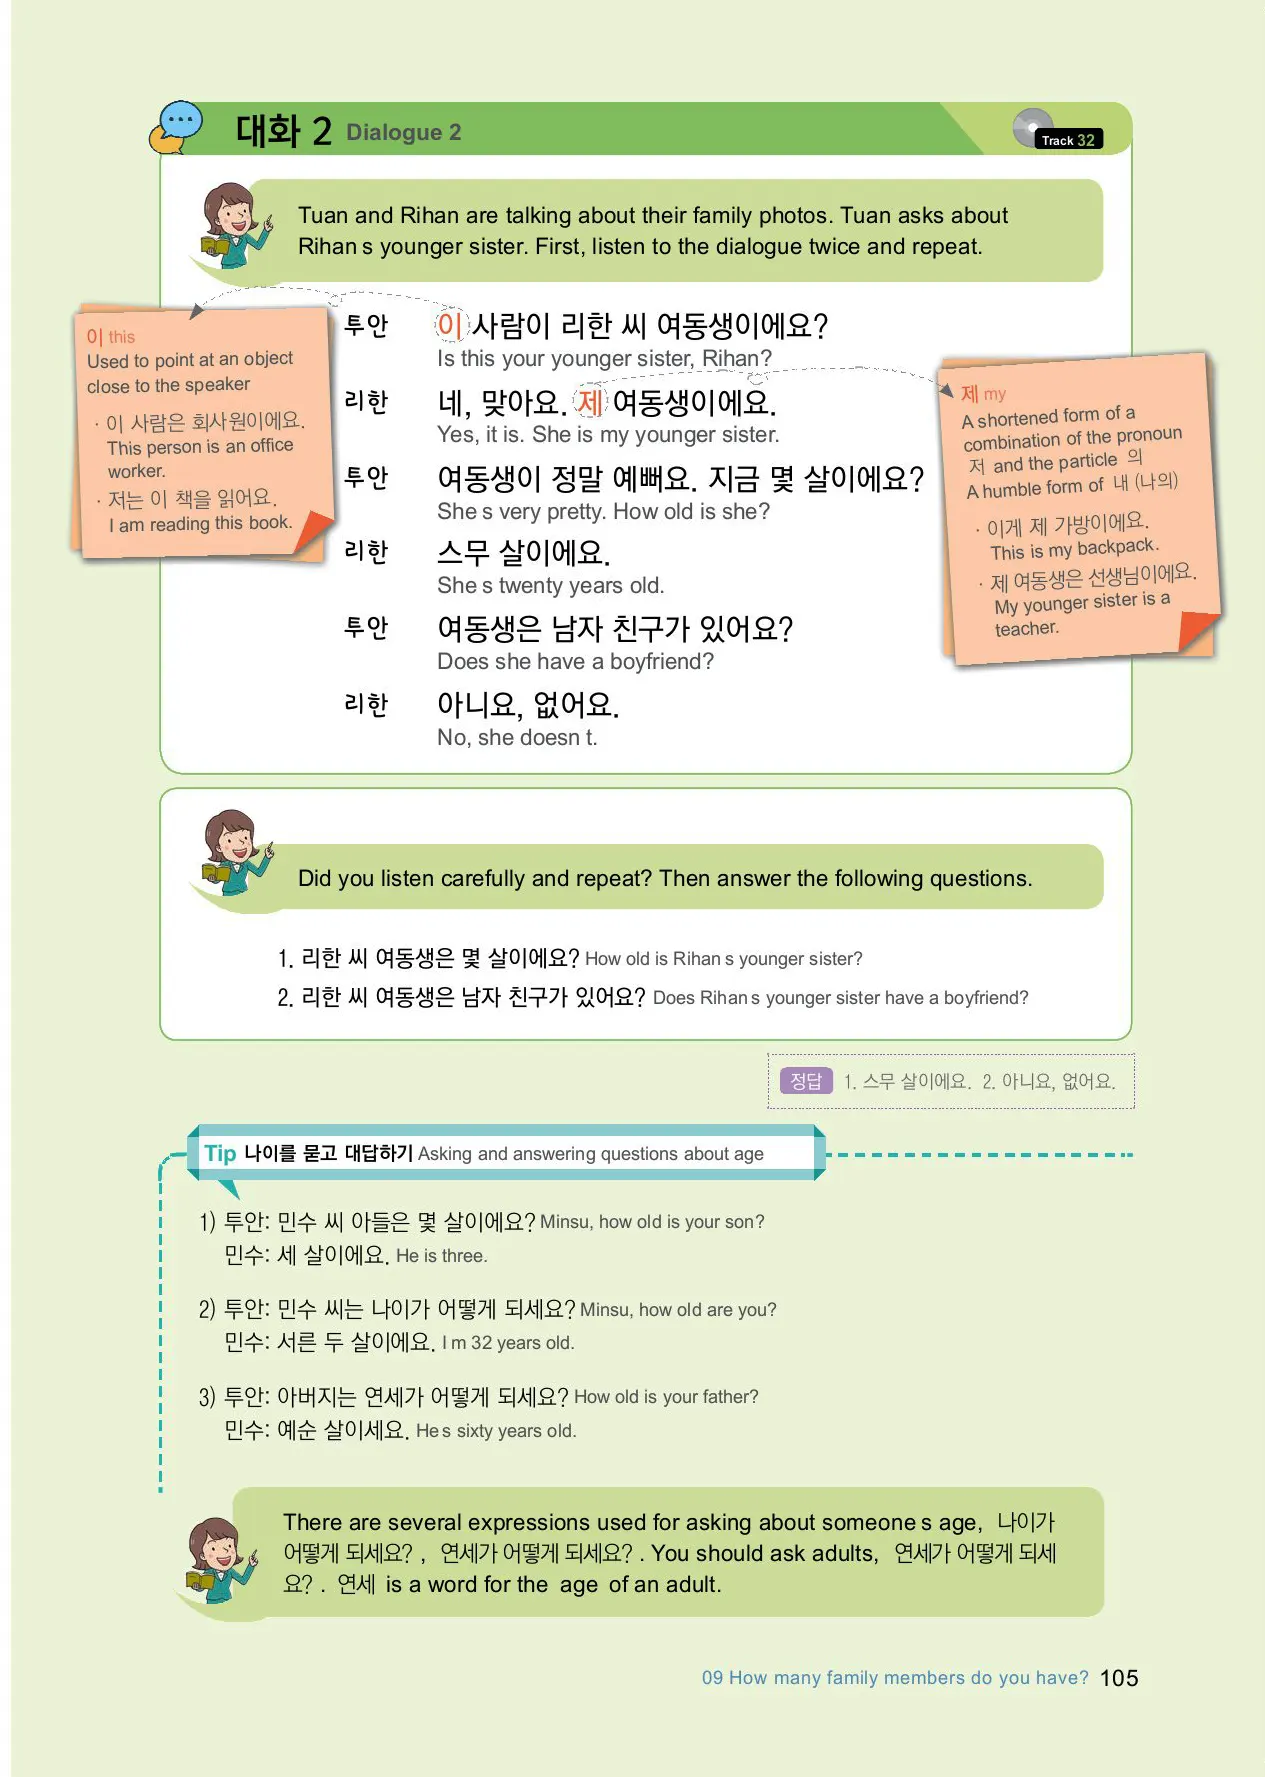 대화 2 Dialogue 2
Track 32
Tuan and Rihan are talking about their family photos. Tuan asks about
Rihan s younger sister. First, listen to the dialogue twice and repeat.
이 this
Used to point at an object
close to the speaker
· 이 사람은 회사원이에요.
This person is an office
worker.
· 저는 이 책을 읽어요.
I am reading this book.
투안 이 사람이 리한 씨 여동생이에요?
Is this your younger sister, Rihan?
리한 네, 맞아요. 제 여동생이에요.
Yes, it is. She is my younger sister.
투안 여동생이 정말 예뻐요. 지금 몇 살이에요?
She s very pretty. How old is she?
리한 스무 살이에요.
She s twenty years old.
투안 여동생은 남자 친구가 있어요?
Does she have a boyfriend?
리한 아니요, 없어요.
No, she doesn t.
제 my
A shortened form of a
combination of the pronoun
저 and the particle 의
A humble form of 내 (나의)
· 이게 제 가방이에요.
This is my backpack.
· 제 여동생은 선생님이에요.
My younger sister is a
teacher.
Did you listen carefully and repeat? Then answer the following questions.
1. 리한 씨 여동생은 몇 살이에요? How old is Rihan s younger sister?
2. 리한 씨 여동생은 남자 친구가 있어요? Does Rihan s younger sister have a boyfriend?
정답 1. 스무 살이에요. 2. 아니요, 없어요.
Tip 나이를 묻고 대답하기 Asking and answering questions about age
1) 투안: 민수 씨 아들은 몇 살이에요? Minsu, how old is your son?
민수: 세 살이에요. He is three.
2) 투안: 민수 씨는 나이가 어떻게 되세요? Minsu, how old are you?
민수: 서른 두 살이에요. I m 32 years old.
3) 투안: 아버지는 연세가 어떻게 되세요? How old is your father?
민수: 예순 살이세요. He s sixty years old.
There are several expressions used for asking about someone s age, 나이가
어떻게 되세요? , 연세가 어떻게 되세요? . You should ask adults, 연세가 어떻게 되세
요? . 연세 is a word for the age of an adult.
09 How many family members do you have? 105